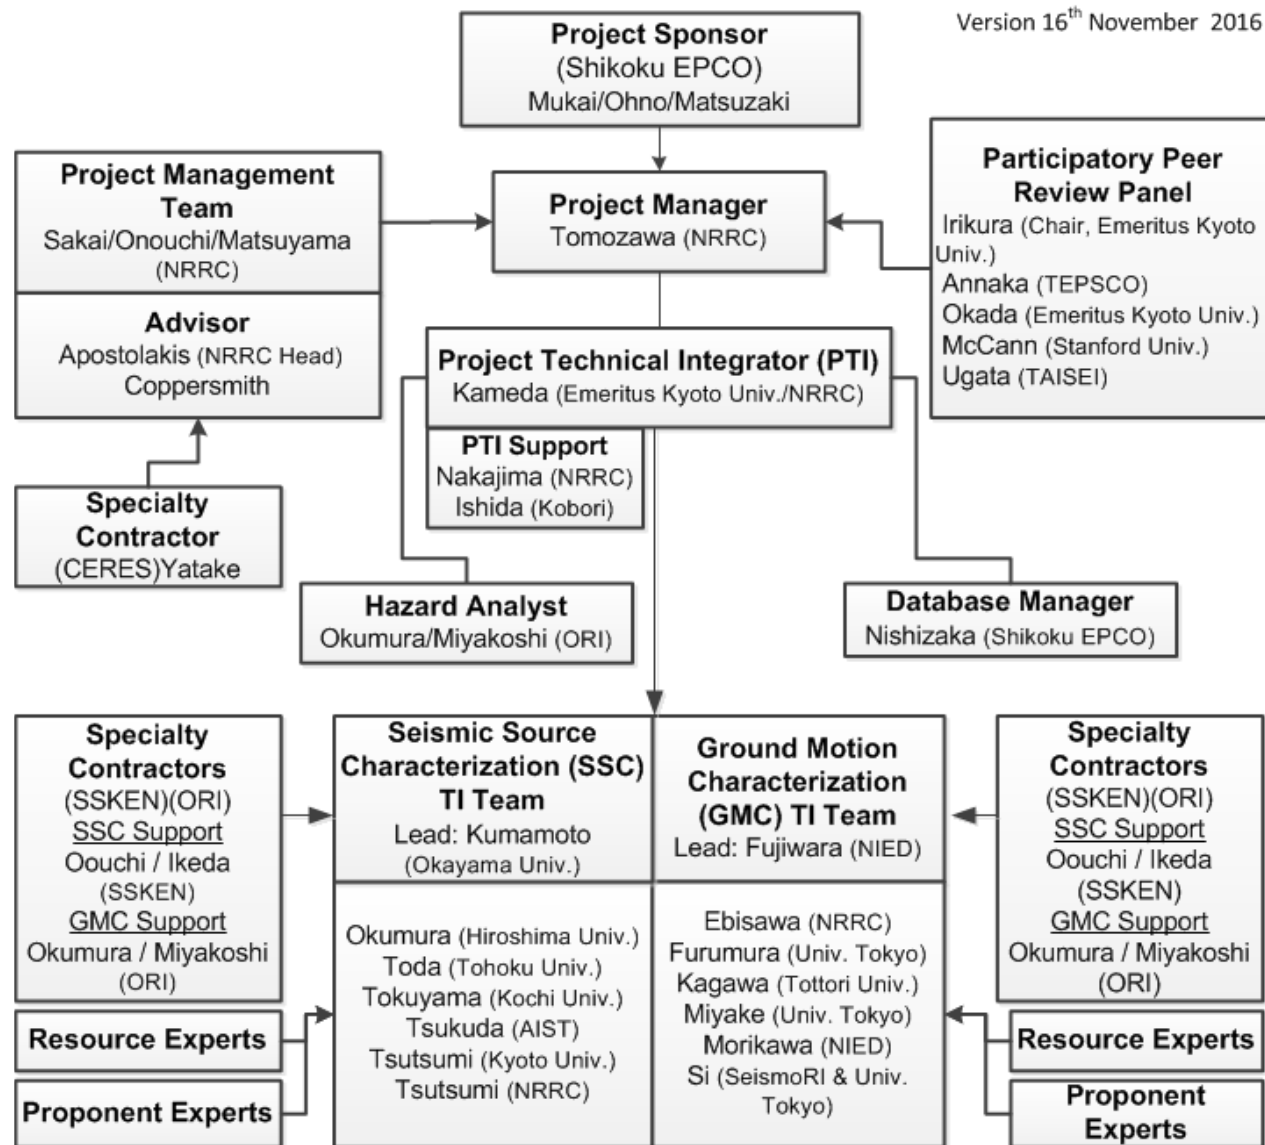 Version 16th November 2016
Project Sponsor
(Shikoku EPCO)
Mukai/Ohno/Matsuzaki
Project Management
Team
Sakai/Onouchi/Matsuyama
(NRRC)
Advisor
Apostolakis (NRRC Head)
Coppersmith
Project Manager
Tomozawa (NRRC)
Participatory Peer
Review Panel
Irikura (Chair, Emeritus Kyoto
Univ.)
Annaka (TEPSCO)
Okada (Emeritus Kyoto Univ.)
McCann (Stanford Univ.)
Ugata (TAISEI)
Project Technical Integrator (PTI)
Kameda (Emeritus Kyoto Univ./NRRC)
PTI Support
Nakajima (NRRC)
Ishida (Kobori)
Specialty
Contractor
(CERES)Yatake
Hazard Analyst
Okumura/Miyakoshi (ORI)
Database Manager
Nishizaka (Shikoku EPCO)
Specialty
Contractors
(SSKEN)(ORI)
SSC Support
Oouchi / Ikeda
(SSKEN)
GMC Support
Okumura / Miyakoshi
(ORI)
Resource Experts
Proponent Experts
Seismic Source
Characterization (SSC)
TI Team
Lead: Kumamoto
(Okayama Univ.)
Okumura (Hiroshima Univ.)
Toda (Tohoku Univ.)
Tokuyama (Kochi Univ.)
Tsukuda (AIST)
Tsutsumi (Kyoto Univ.)
Tsutsumi (NRRC)
Ground Motion
Characterization
(GMC) TI Team
Lead: Fujiwara (NIED)
Ebisawa (NRRC)
Furumura (Univ. Tokyo)
Kagawa (Tottori Univ.)
Miyake (Univ. Tokyo)
Morikawa (NIED)
Si (SeismoRI & Univ.
Tokyo)
Specialty
Contractors
(SSKEN)(ORI)
SSC Support
Oouchi / Ikeda
(SSKEN)
GMC Support
Okumura / Miyakoshi
(ORI)
Resource Experts
Proponent
Experts